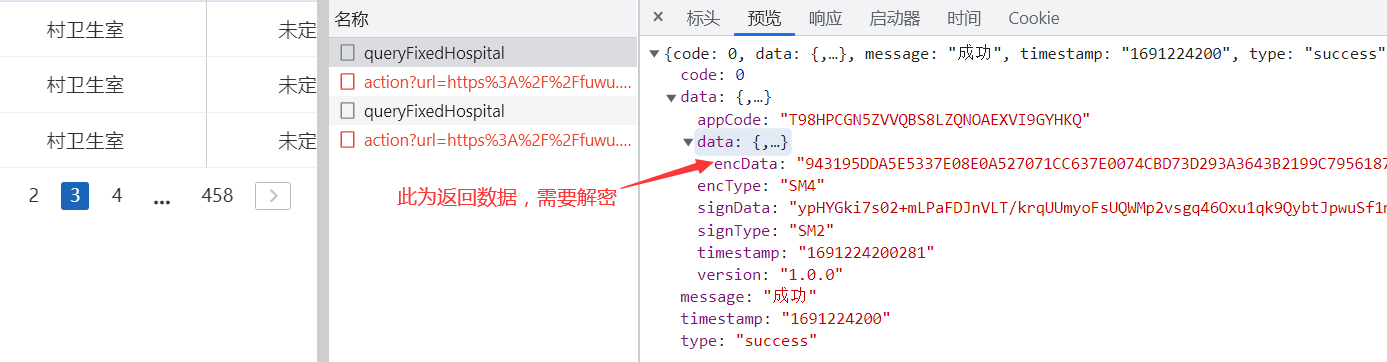 村卫生室 未定
村卫生室 未定
村卫生室 未定
2 3 4 ... 458 >
名称
queryFixedHospital
action?url=https%3A%2F%2Ffuwu....
queryFixedHospital
action?url=https%3A%2F%2Ffuwu....
此为返回数据，需要解密
× 标头 预览 响应 启动器 时间 Cookie
▼{code: 0, data: {,…}, message: "成功", timestamp: "1691224200", type: "success"
code: 0
▼data: {,…}
appCode: "T98HPCGN5ZVVQBS8LZQNOAEXVI9GYHKQ"
▼data: {,…}
encData: "943195DDA5E5337E08E0A527071CC637E0074CBD73D293A3643B2199C7956187
encType: "SM4"
signData: "ypHYGki7s02+mLPaFDJnVLT/krqUUmyoFsUQWMp2vsgq46Oxu1qk9QybtJpwuSf1m
signType: "SM2"
timestamp: "1691224200281"
version: "1.0.0"
message: "成功"
timestamp: "1691224200"
type: "success"